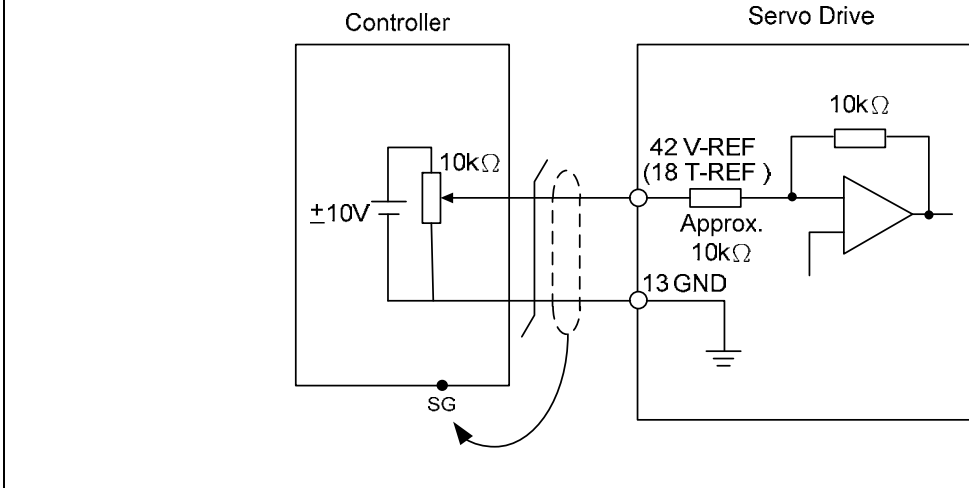 Controller
Servo Drive
10kΩ
±10V
SG
42 V-REF
(18 T-REF )
Approx.
10kΩ
13 GND
10kΩ